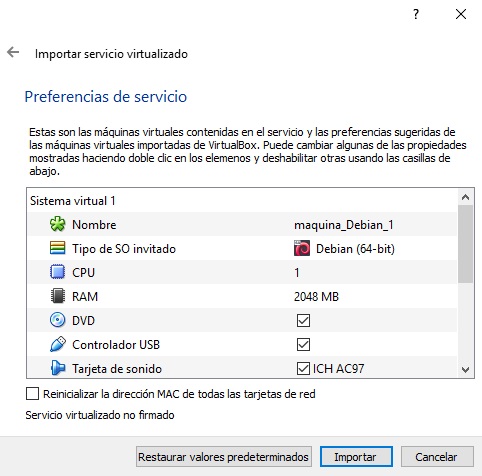 ?
Importar servicio virtualizado
Preferencias de servicio
Estas son las máquinas virtuales contenidas en el servicio y las preferencias sugeridas de
las máquinas virtuales importadas de VirtualBox. Puede cambiar algunas de las propiedades
mostradas haciendo doble clic en los elemenos y deshabilitar otras usando las casillas de
abajo.
Sistema virtual 1
Nombre maquina_Debian_1
Tipo de SO invitado Debian (64-bit)
CPU 1
RAM 2048 MB
DVD
Controlador USB
Tarjeta de sonido ICH AC97
Reinicializar la dirección MAC de todas las tarjetas de red
Servicio virtualizado no firmado
Restaurar valores predeterminados Importar Cancelar